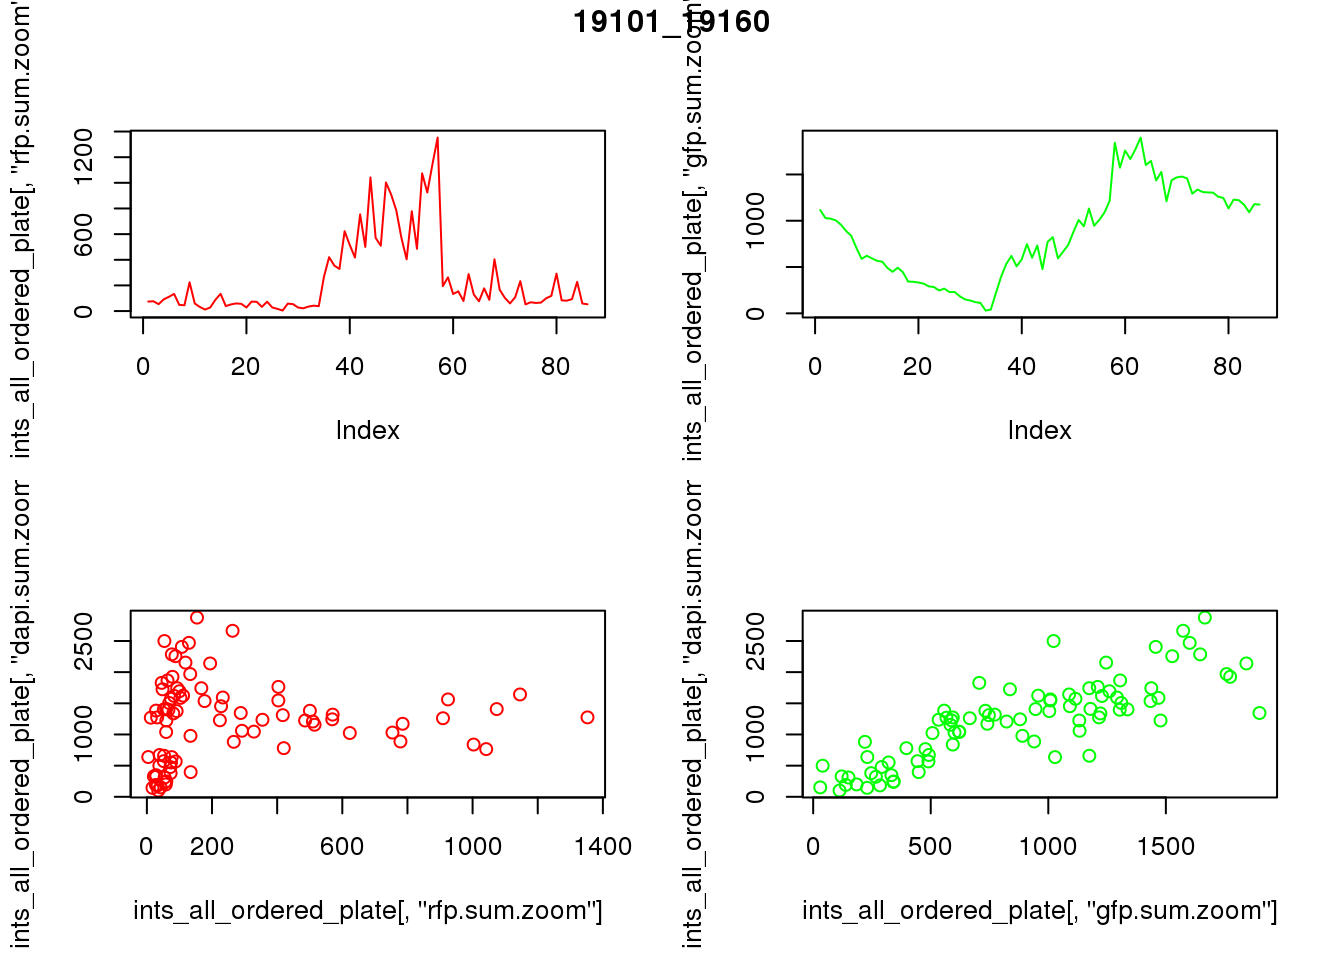 19101_19160
ints_all_ordered_plate[, "rfp.sum.zoom"
0 600 1200
0 20 40 60 80
Index
ints_all_ordered_plate[, "gfp.sum.zoom"
0 1000
0 20 40 60 80
Index
ints_all_ordered_plate[, "dapi.sum.zoom
0 1000 2500
0 200 600 1000 1400
ints_all_ordered_plate[, "rfp.sum.zoom"]
ints_all_ordered_plate[, "dapi.sum.zoom
0 1000 2500
0 500 1000 1500
ints_all_ordered_plate[, "gfp.sum.zoom"]